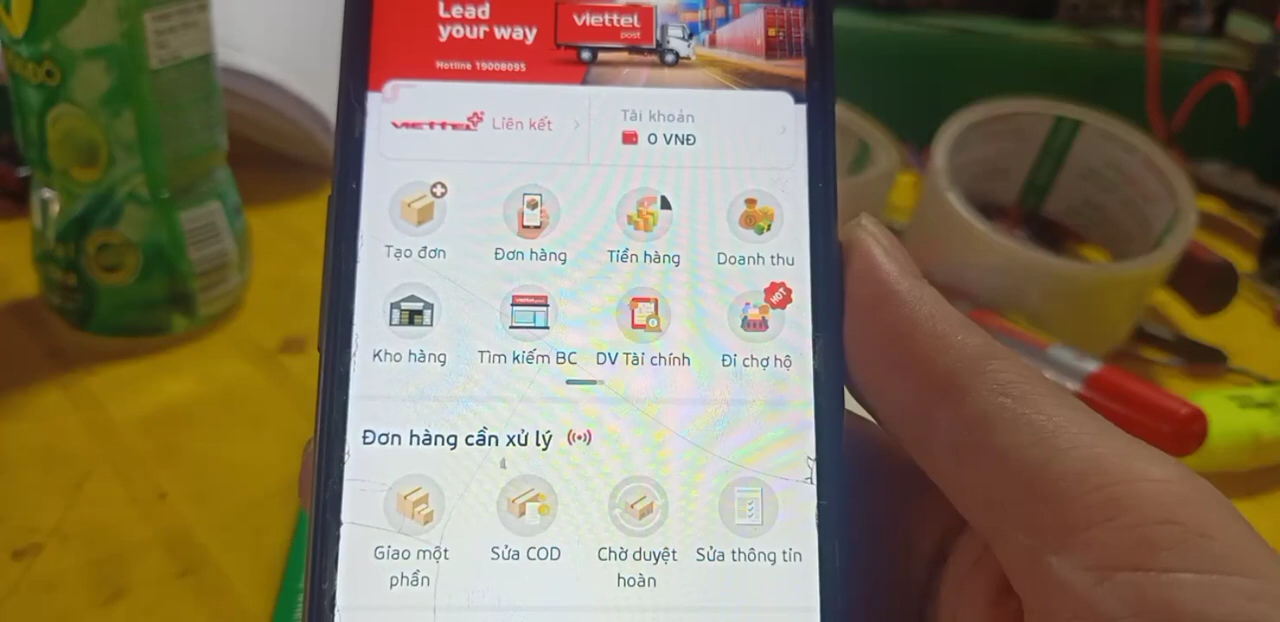 Lead
your way
viettel
post
Hotline 19008095
VIETTEL
Liên kết
Tài khoản
0 VNĐ
Tạo đơn
Đơn hàng
Tiền hàng
Doanh thu
HOT
Kho hàng
Tìm kiếm BC
DV Tài chính
Đi chợ hộ
Đơn hàng cần xử lý
Giao một
phần
Sửa COD
Chờ duyệt
hoàn
Sửa thông tin